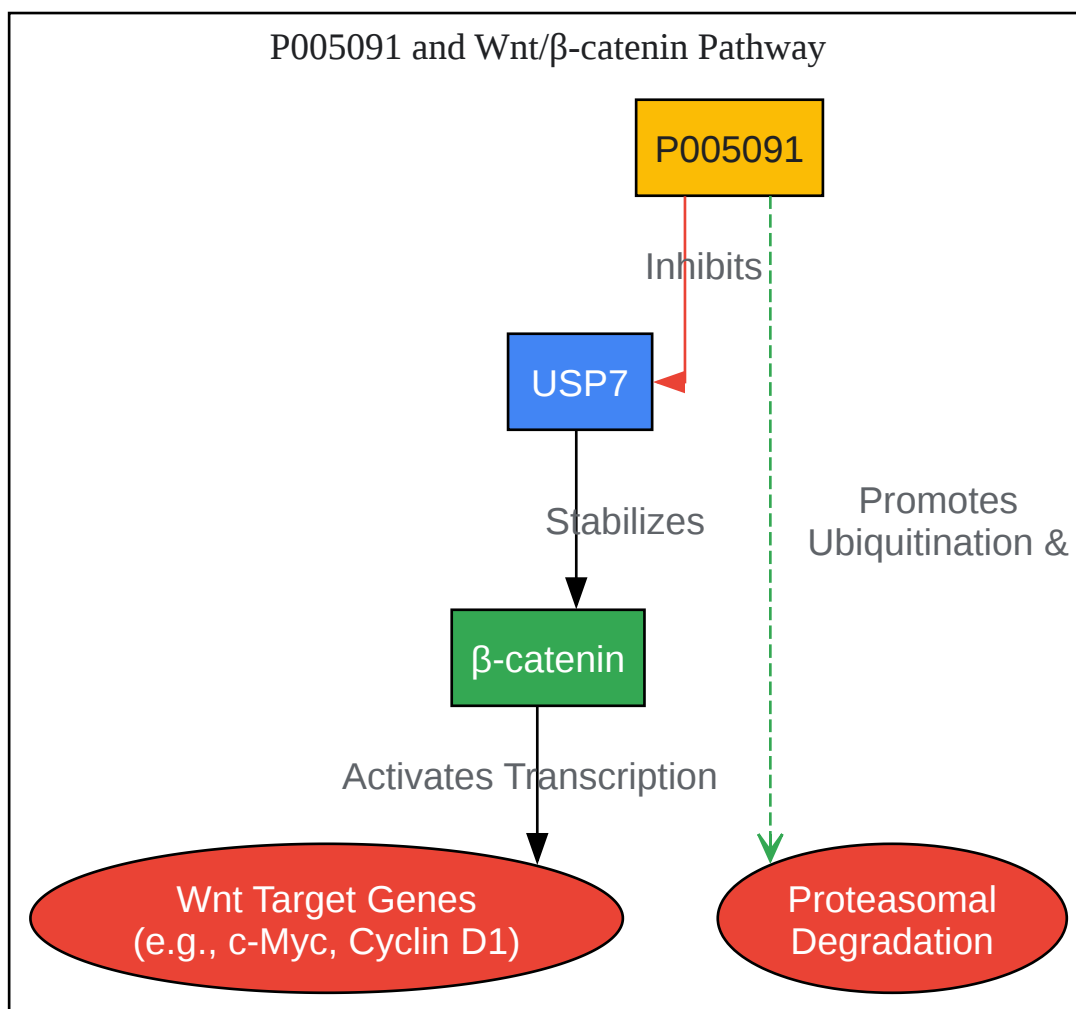 P005091 and Wnt/β-catenin Pathway
P005091
Inhibits
USP7
Stabilizes
Promotes
Ubiquitination &
β-catenin
Activates Transcription
Wnt Target Genes
(e.g., c-Myc, Cyclin D1)
Proteasomal
Degradation